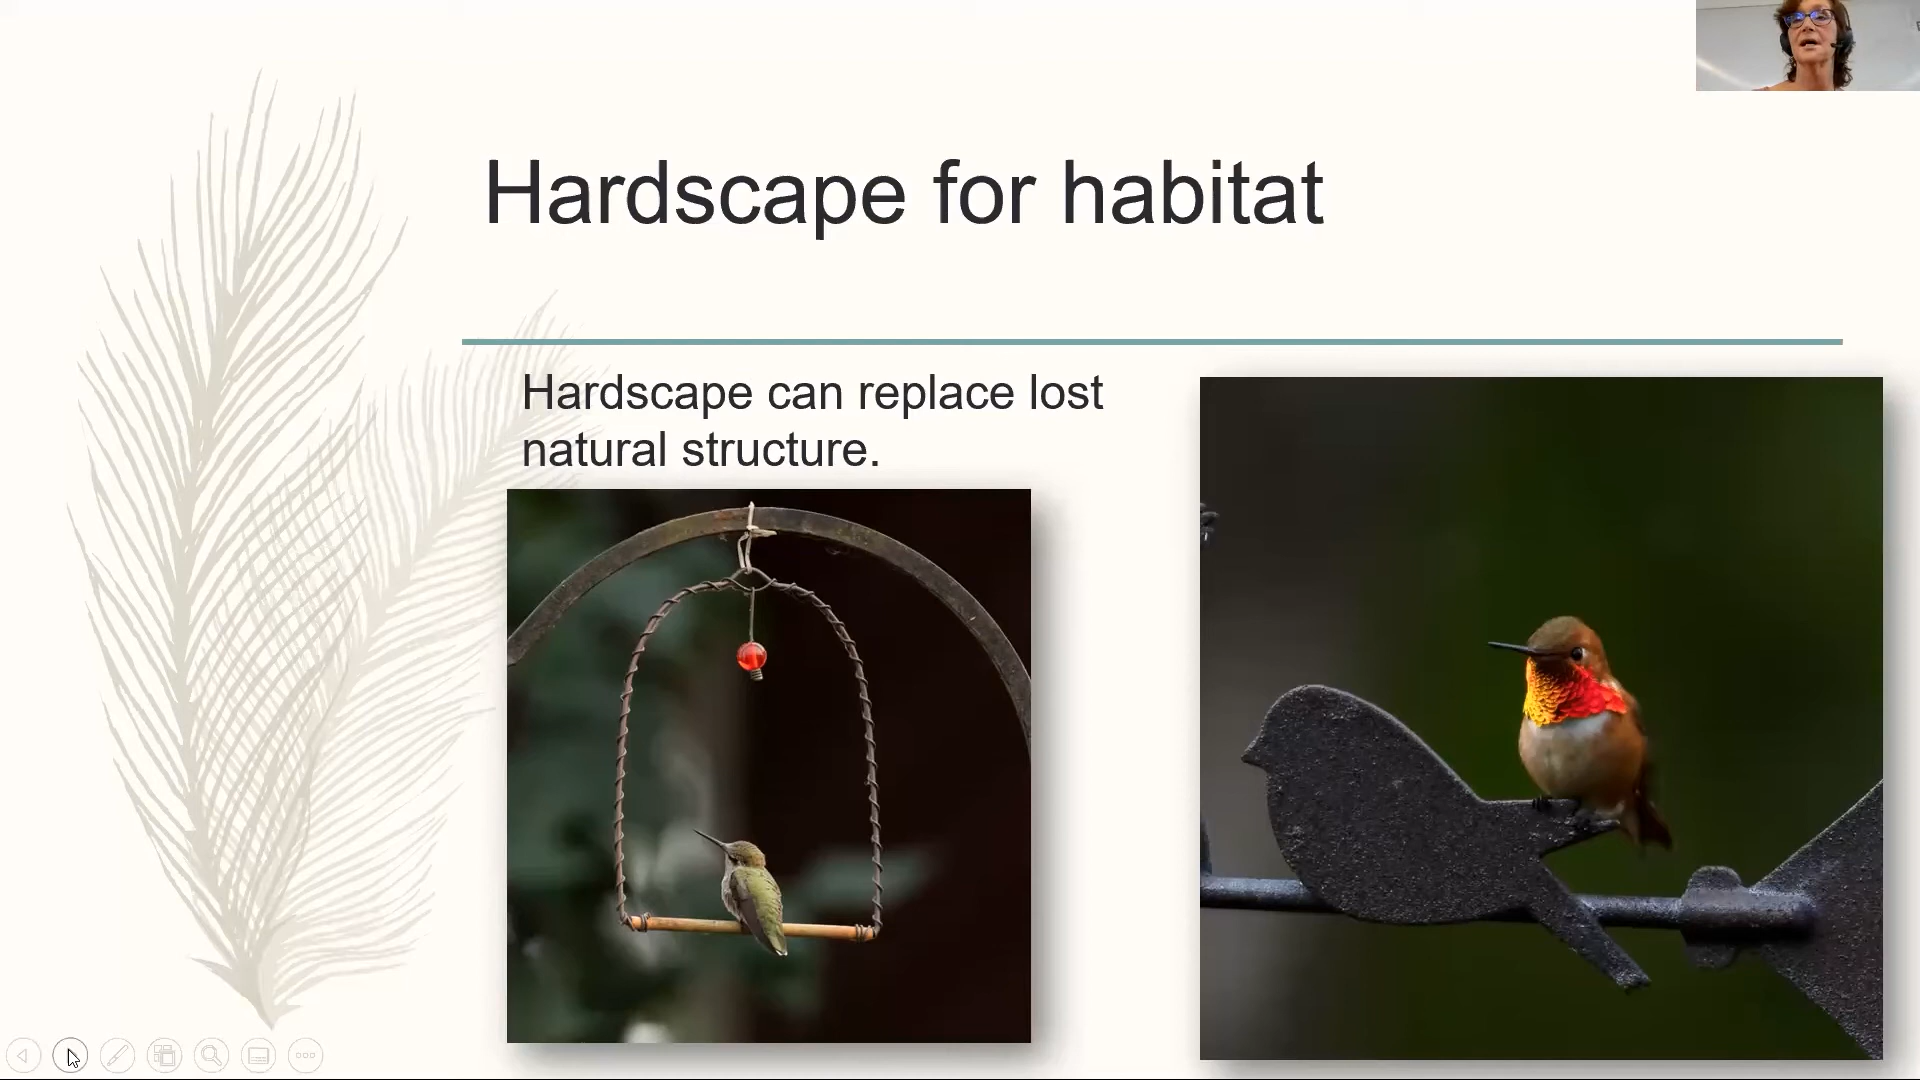 Hardscape for habitat
Hardscape can replace lost
natural structure.